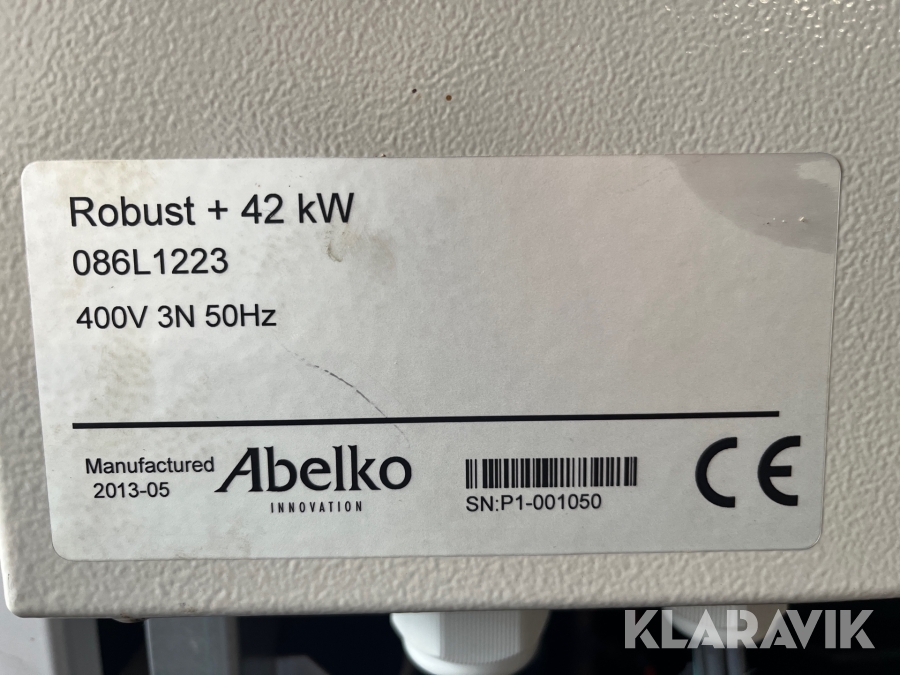 Robust + 42 kW
086L1223
400V 3N 50Hz
Manufactured
2013-05
Abelko
INNOVATION
SN:P1-001050
CE
KLARAVIK